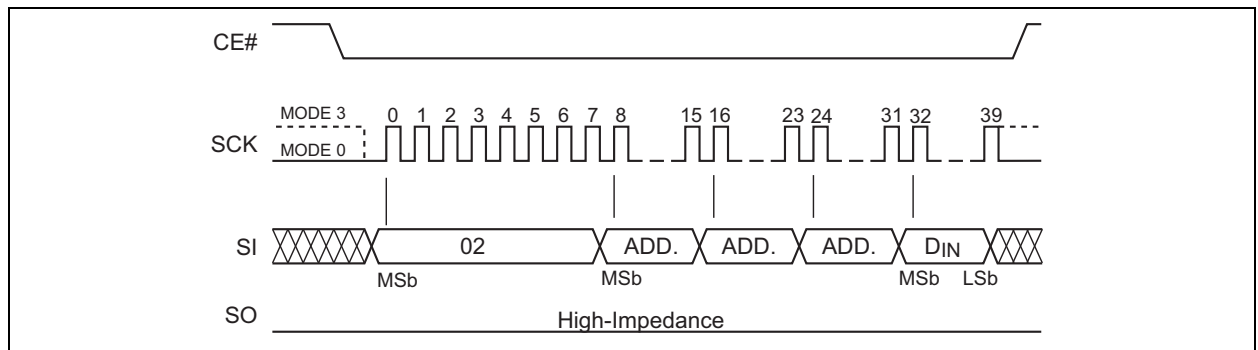 CE#
MODE 3
0 1 2 3 4 5 6 7 8 15 16 23 24 31 32 39
SCK
MODE 0
SI
02 ADD. ADD. ADD. DIN
MSb MSb MSb LSb
SO
High-Impedance